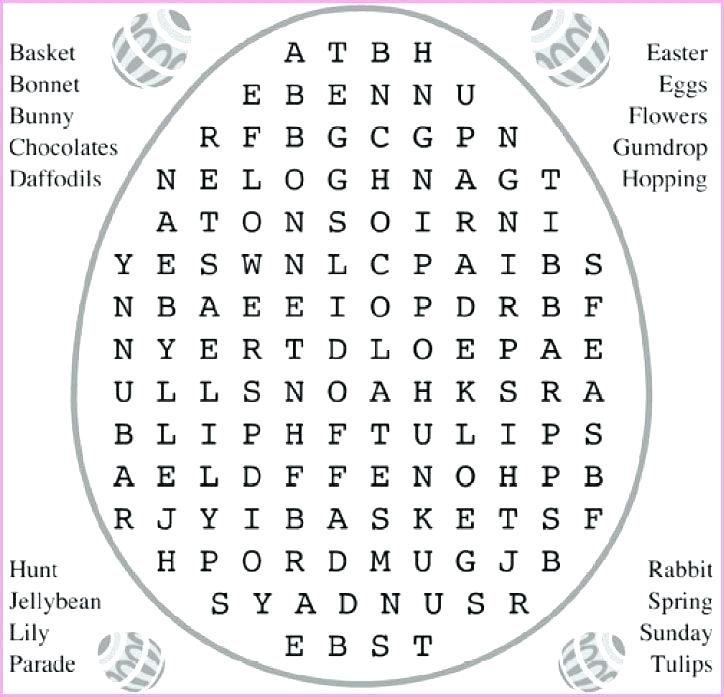 Basket
Bonnet
Bunny
Chocolates
Daffodils
Easter
Eggs
Flowers
Gumdrop
Hopping
A T B H
E B E N N U
R F B G C G P N
N E L O G H N A G T
A T O N S O I R N I
Y E S W N L C P A I B S
N B A E E I O P D R B F
N Y E R T D L O E P A E
U L L S N O A H K S R A
B L I P H F T U L I P S
A E L D F F E N O H P B
R J Y I B A S K E T S F
H P O R D M U G J B
S Y A D N U S R
E B S T
Hunt
Jellybean
Lily
Parade
Rabbit
Spring
Sunday
Tulips